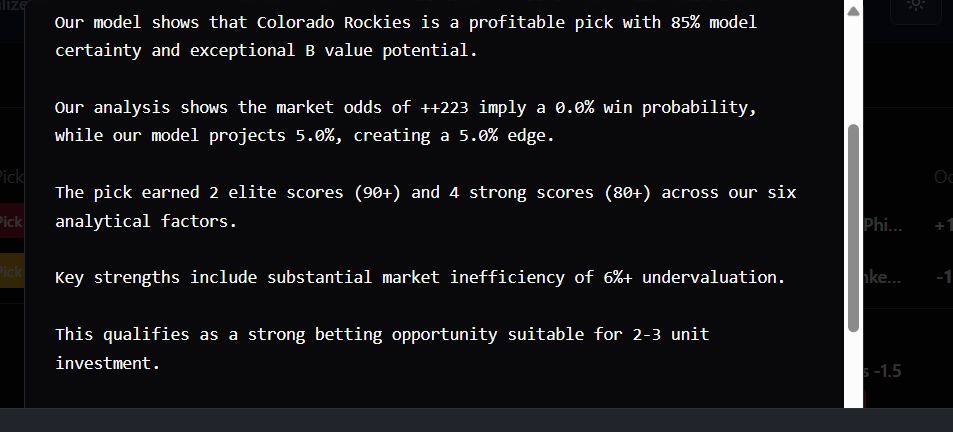 Our model shows that Colorado Rockies is a profitable pick with 85% model
certainty and exceptional B value potential.
Our analysis shows the market odds of ++223 imply a 0.0% win probability,
while our model projects 5.0%, creating a 5.0% edge.
The pick earned 2 elite scores (90+) and 4 strong scores (80+) across our six
analytical factors.
Key strengths include substantial market inefficiency of 6%+ undervaluation.
This qualifies as a strong betting opportunity suitable for 2-3 unit
investment.
Pick
Pick
Phi...
Pick
s -1.5